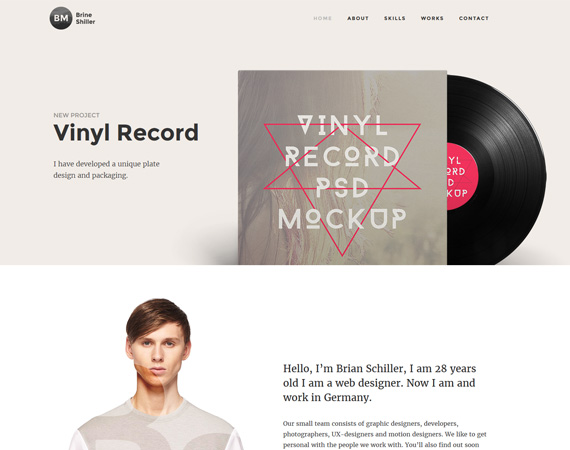 BM
Brine
Shiller
HOME ABOUT SKILLS WORKS CONTACT
NEW PROJECT
Vinyl Record
I have developed a unique plate
design and packaging.
VINYL
RECORD
PSD
MOCKUP
YL
ORD
D
KUP
Hello, I'm Brian Schiller, I am 28 years
old I am a web designer. Now I am and
work in Germany.
Our small team consists of graphic designers, developers,
photographers, UX-designers and motion designers. We like to get
personal with the people we work with. You'll also find out soon